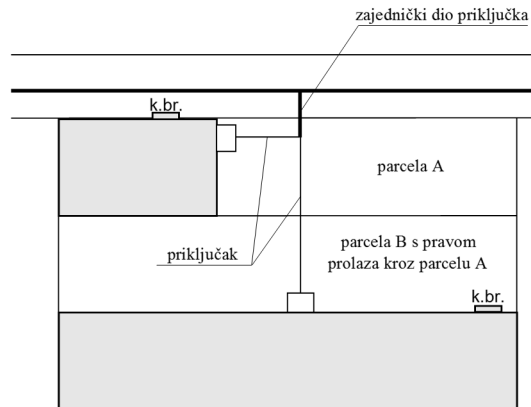 zajednički dio priključka
k.br.
parcela A
priključak
parcela B s pravom
prolaza kroz parcelu A
k.br.